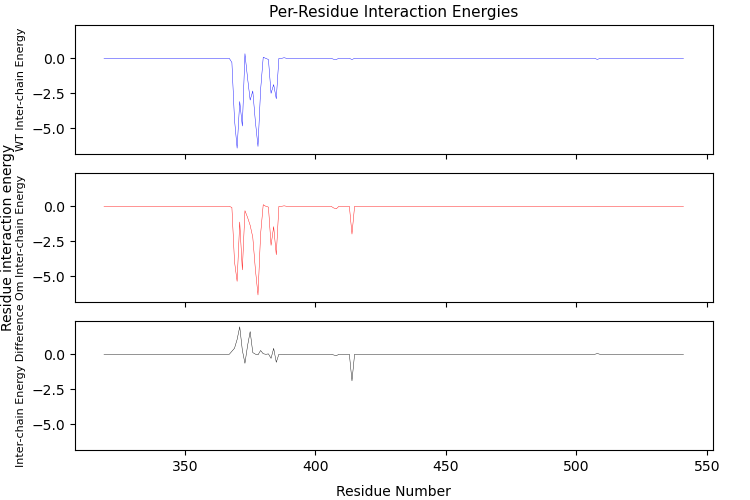 Per-Residue Interaction Energies
WT Inter-chain Energy
0.0
−2.5
−5.0
Residue interaction energy
Om Inter-chain Energy
0.0
−2.5
−5.0
Inter-chain Energy Difference
0.0
−2.5
−5.0
350
400
450
500
550
Residue Number